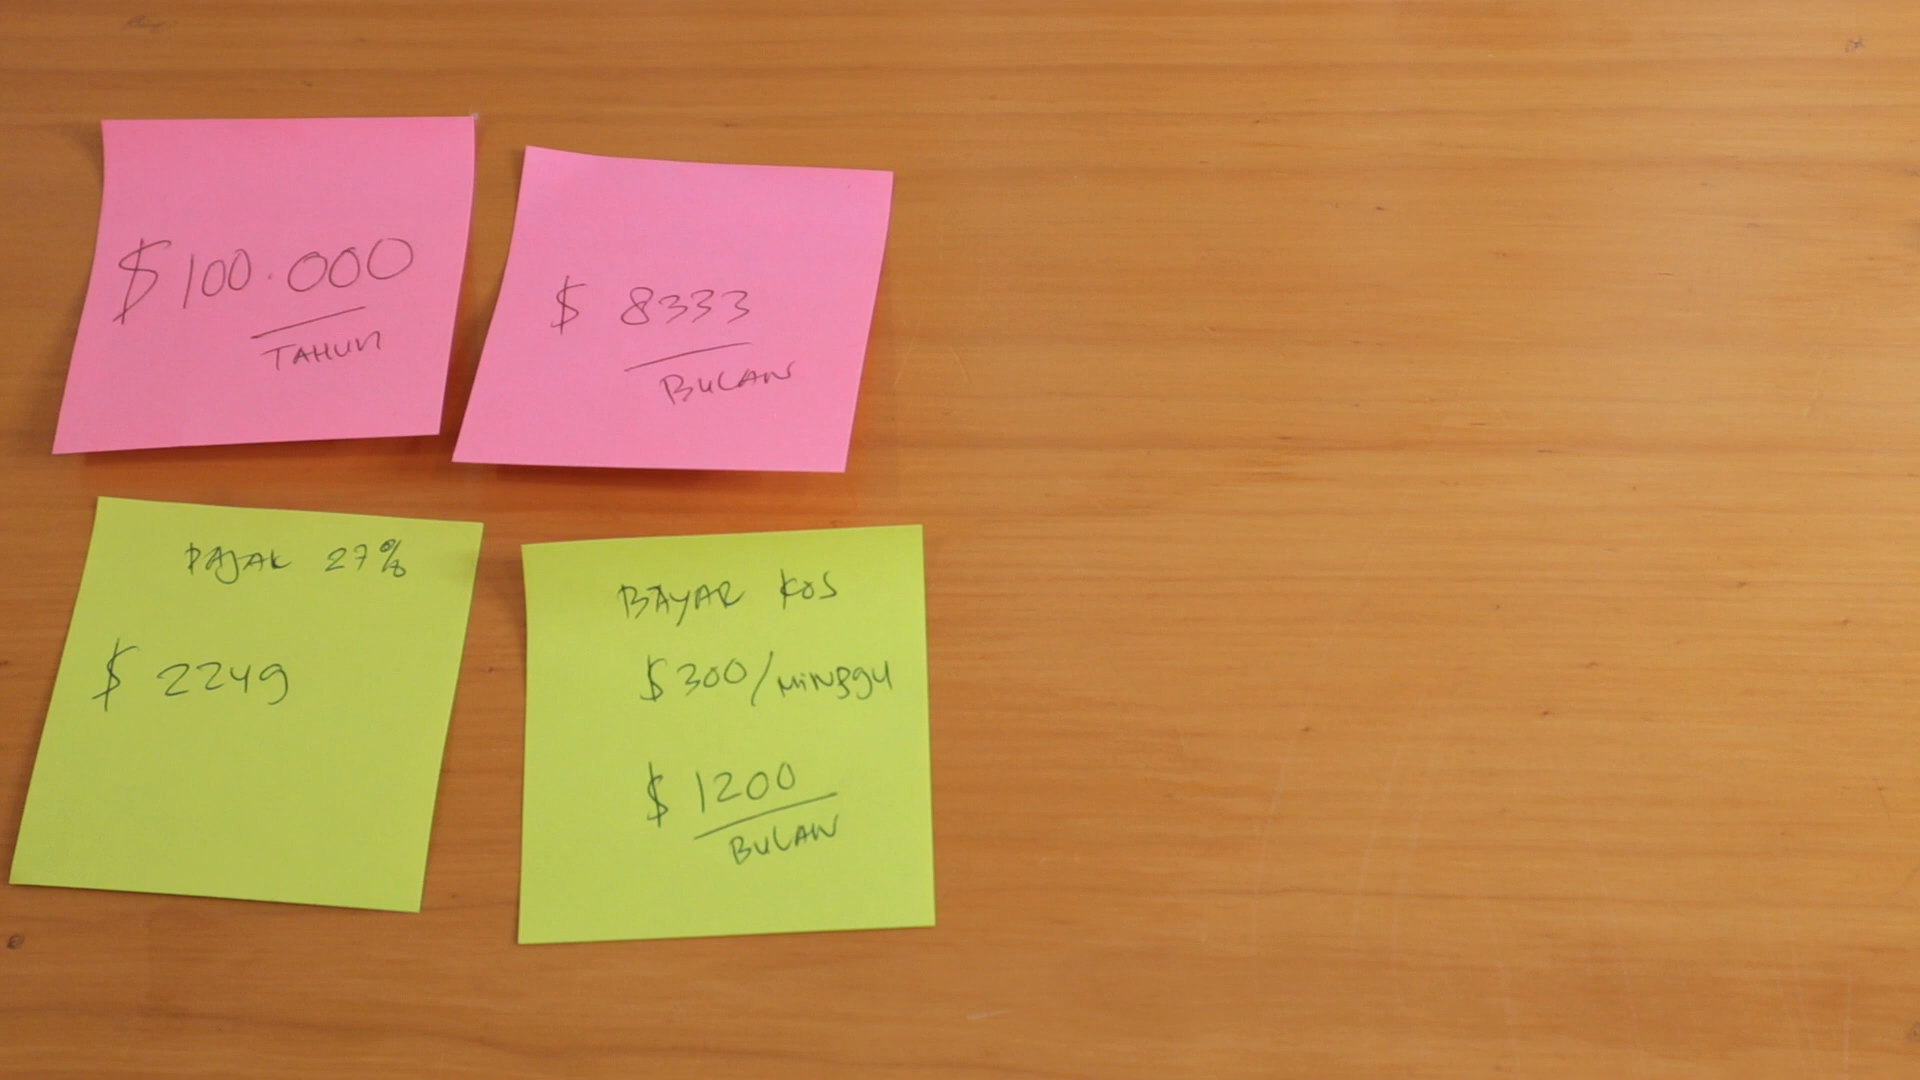 $100.000
TAHUN
$ 8333
BULAN
PAJAK 27%
$ 2249
BAYAR KOS
$300/MINGGU
$ 1200
BULAN